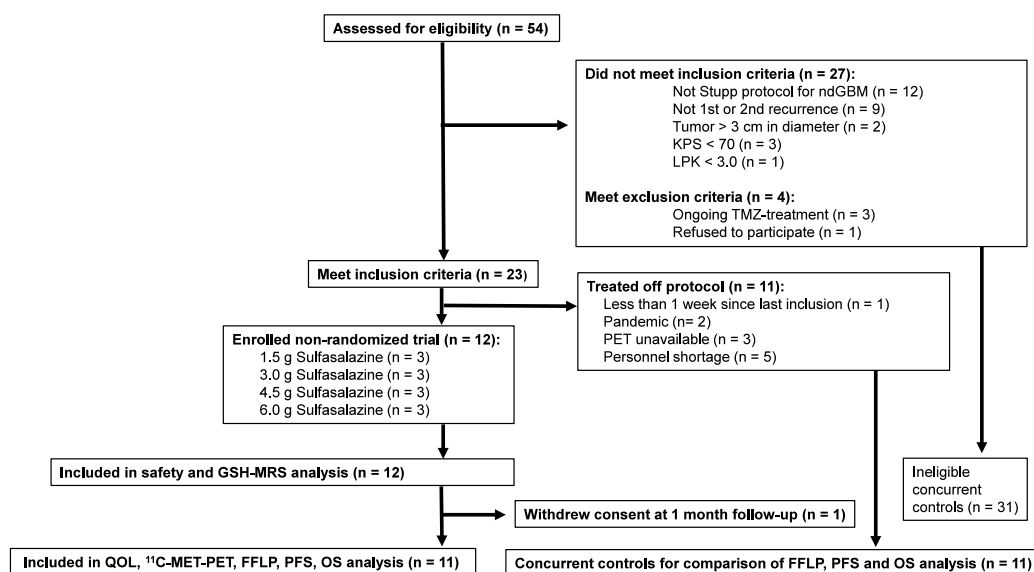 Assessed for eligibility (n = 54)
Did not meet inclusion criteria (n = 27):
Not Stupp protocol for ndGBM (n = 12)
Not 1st or 2nd recurrence (n = 9)
Tumor > 3 cm in diameter (n = 2)
KPS < 70 (n = 3)
LPK < 3.0 (n = 1)
Meet exclusion criteria (n = 4):
Ongoing TMZ-treatment (n = 3)
Refused to participate (n = 1)
Meet inclusion criteria (n = 23)
Treated off protocol (n = 11):
Less than 1 week since last inclusion (n = 1)
Pandemic (n= 2)
PET unavailable (n = 3)
Personnel shortage (n = 5)
Enrolled non-randomized trial (n = 12):
1.5 g Sulfasalazine (n = 3)
3.0 g Sulfasalazine (n = 3)
4.5 g Sulfasalazine (n = 3)
6.0 g Sulfasalazine (n = 3)
Included in safety and GSH-MRS analysis (n = 12)
Ineligible
concurrent
controls (n = 31)
Withdrew consent at 1 month follow-up (n = 1)
Included in QOL, ¹¹C-MET-PET, FFLP, PFS, OS analysis (n = 11)
Concurrent controls for comparison of FFLP, PFS and OS analysis (n = 11)